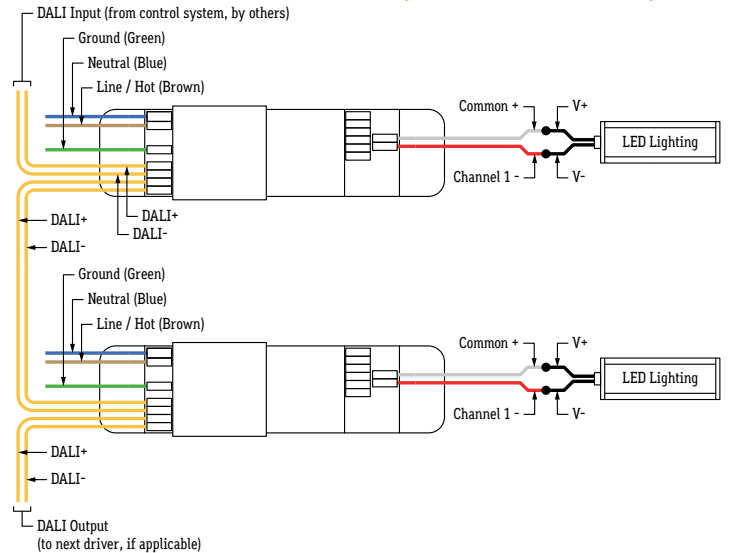 DALI Input (from control system, by others)
Ground (Green)
Neutral (Blue)
Line / Hot (Brown)
Common +
V+
LED Lighting
Channel 1 -
V-
DALI+
DALI-
DALI+
DALI-
Ground (Green)
Neutral (Blue)
Line / Hot (Brown)
Common +
V+
LED Lighting
Channel 1 -
V-
DALI+
DALI-
DALI Output
(to next driver, if applicable)